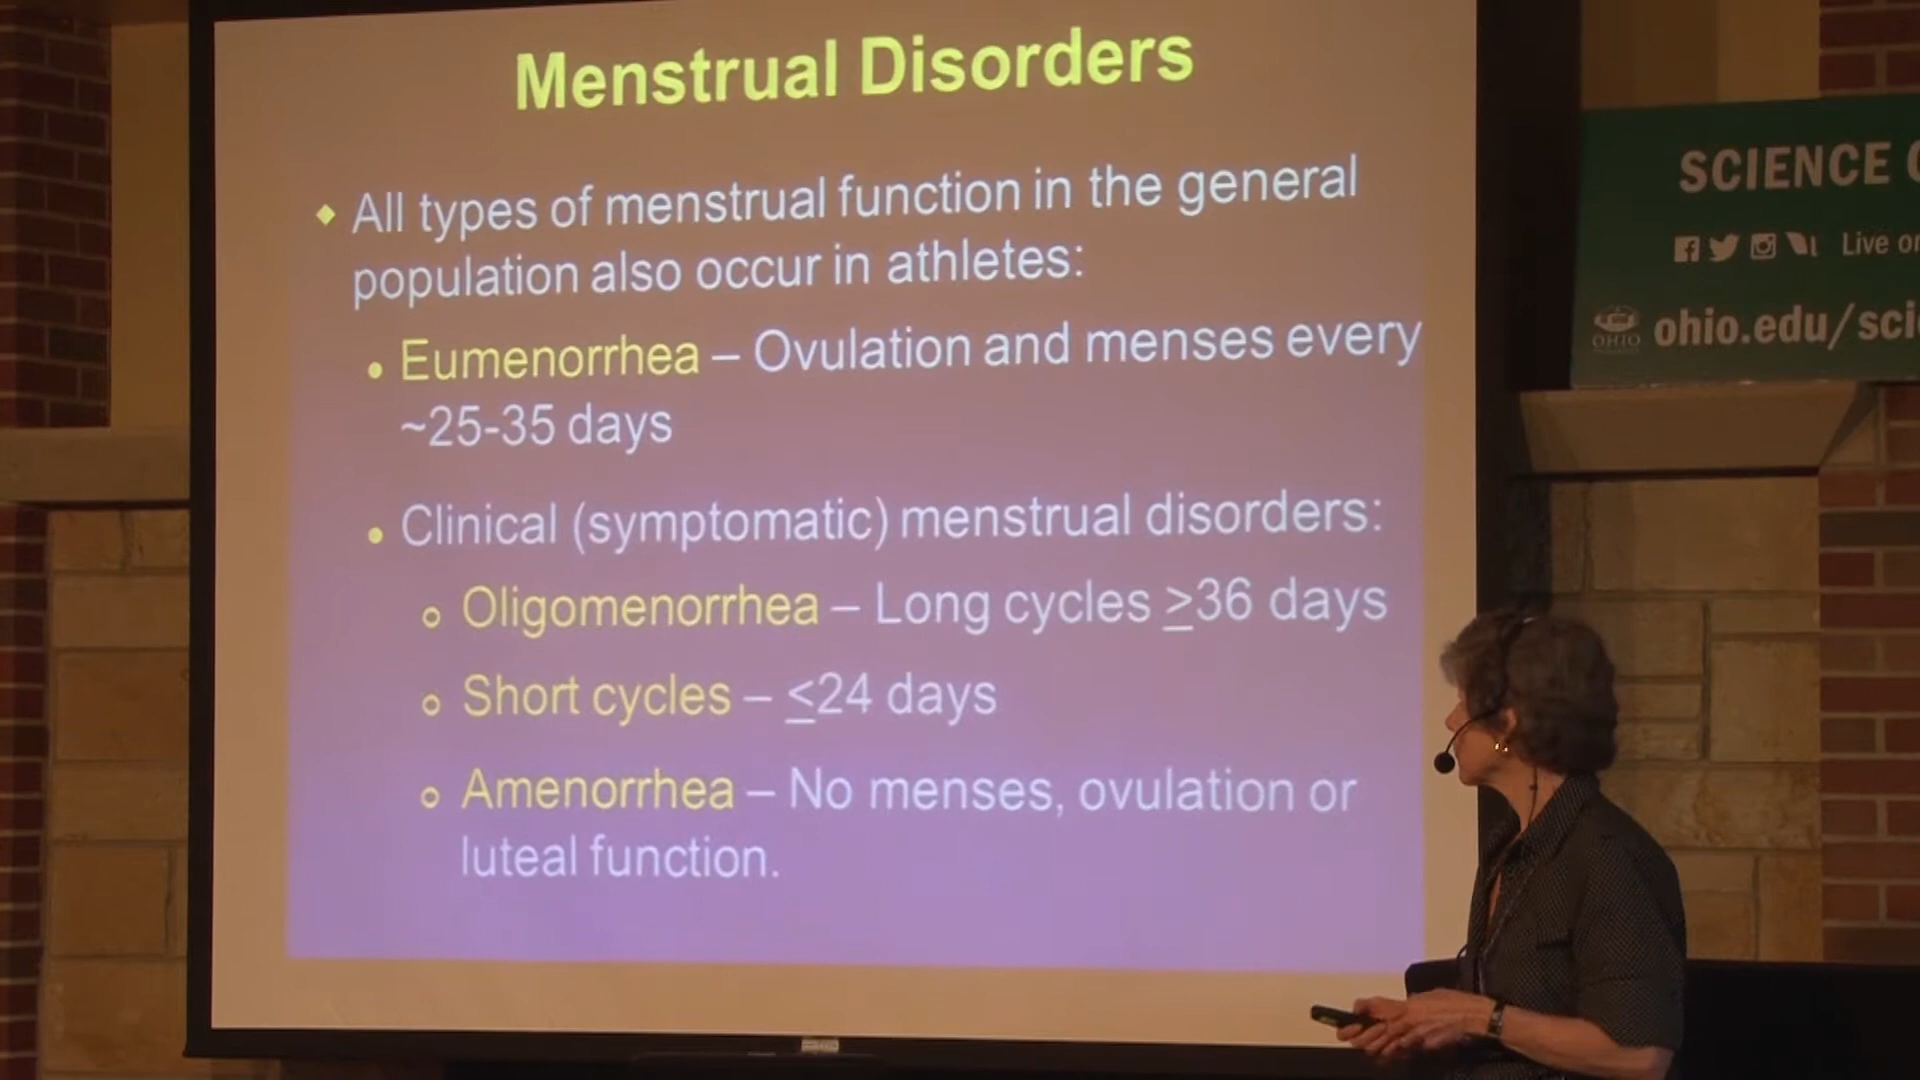 Menstrual Disorders
All types of menstrual function in the general
population also occur in athletes:
Eumenorrhea – Ovulation and menses every
~25-35 days
Clinical (symptomatic) menstrual disorders:
Oligomenorrhea – Long cycles ≥36 days
Short cycles – ≤24 days
Amenorrhea – No menses, ovulation or
luteal function.
SCIENCE
Live on
OHIO
ohio.edu/sci